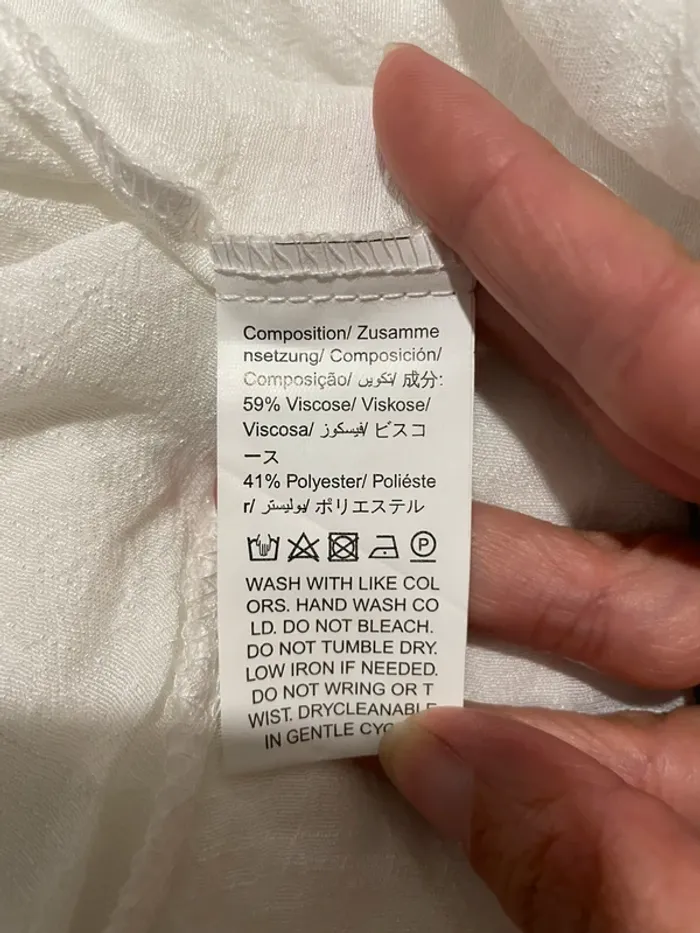 Composition/ Zusamme
nsetzung/ Composición/
Composição/ تكوين/ 成分:
59% Viscose/ Viskose/
Viscosa/ فيسكوز/ ビスコ
ース
41% Polyester/ Poliéste
r/ بوليستر/ ポリエステル
P
WASH WITH LIKE COL
ORS. HAND WASH CO
LD. DO NOT BLEACH.
DO NOT TUMBLE DRY.
LOW IRON IF NEEDED.
DO NOT WRING OR T
WIST. DRYCLEANABLE
IN GENTLE